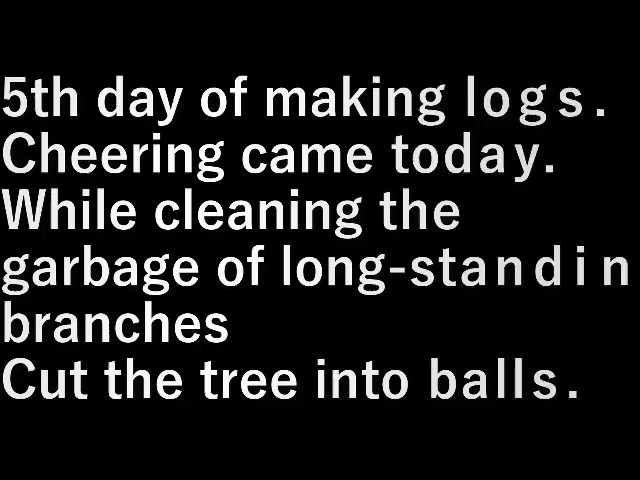 5th day of making logs.
Cheering came today.
While cleaning the
garbage of long-standin
branches
Cut the tree into balls.